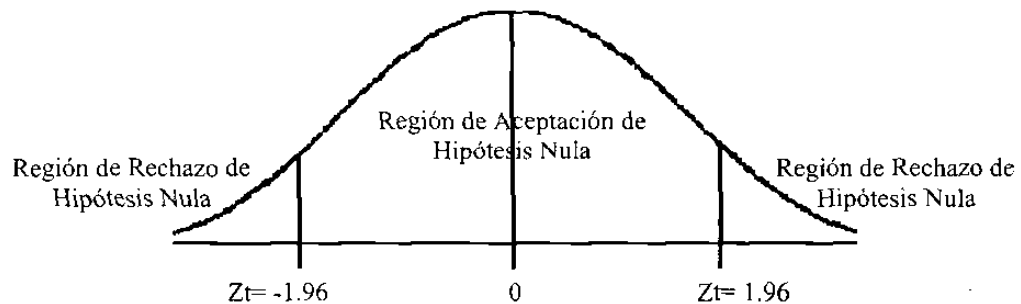 Región de Aceptación de
Hipótesis Nula
Región de Rechazo de
Hipótesis Nula
Región de Rechazo de
Hipótesis Nula
Zt= -1.96
0
Zt= 1.96